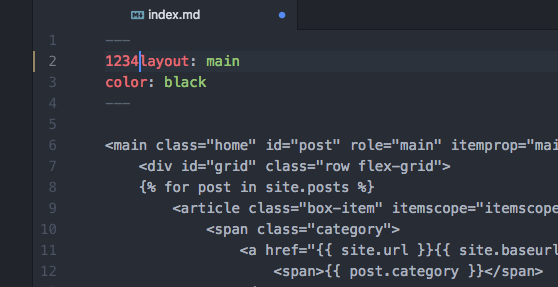 index.md
1 ---
2 1234layout: main
3 color: black
4 ---
5
6 <main class="home" id="post" role="main" itemprop="mai
7 <div id="grid" class="row flex-grid">
8 {% for post in site.posts %}
9 <article class="box-item" itemscope="itemscope
10 <span class="category">
11 <a href="{{ site.url }}{{ site.baseurl
12 <span>{{ post.category }}</span>